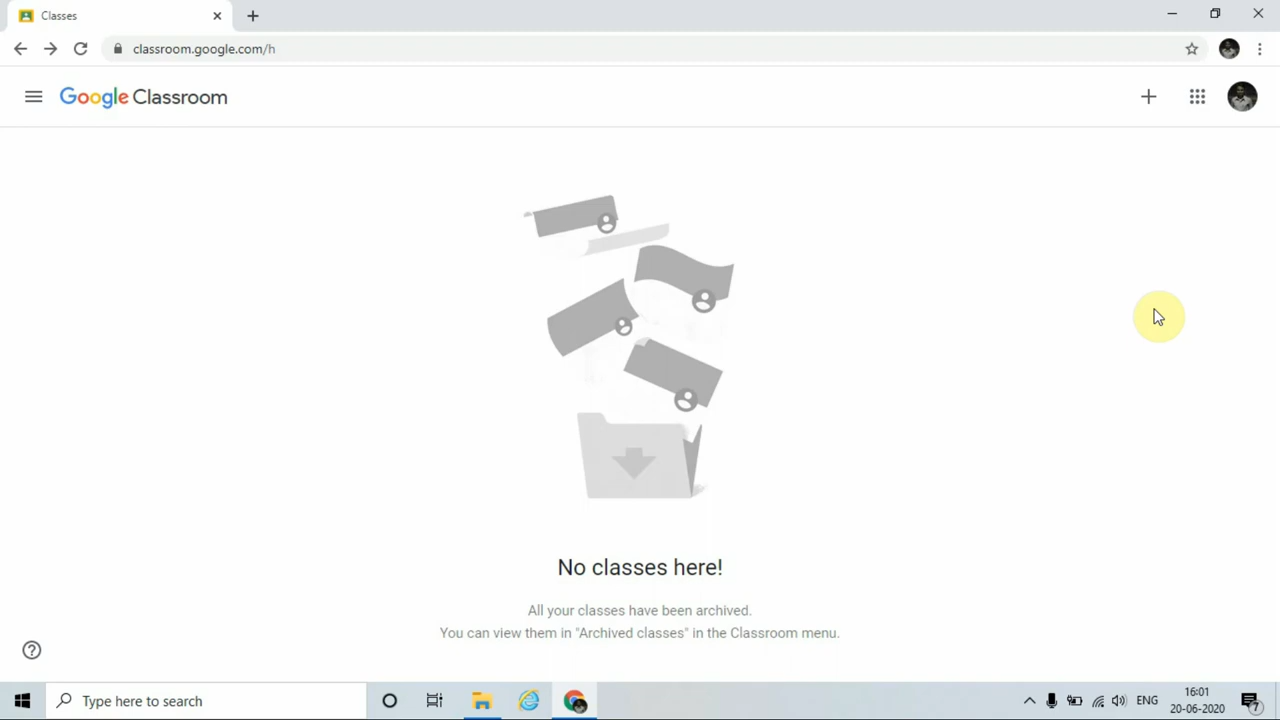 Classes
classroom.google.com/h
Google Classroom
No classes here!
All your classes have been archived.
You can view them in "Archived classes" in the Classroom menu.
Type here to search
ENG
16:01
20-06-2020
7